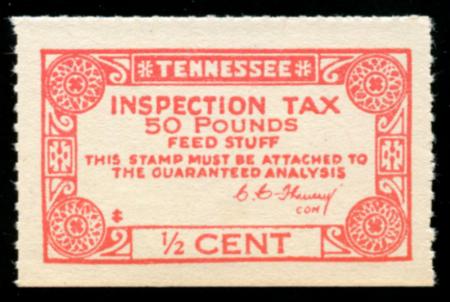 TENNESSEE
INSPECTION TAX
50 POUNDS
FEED STUFF
THIS STAMP MUST BE ATTACHED TO
THE GUARANTEED ANALYSIS
COM
1/2 CENT